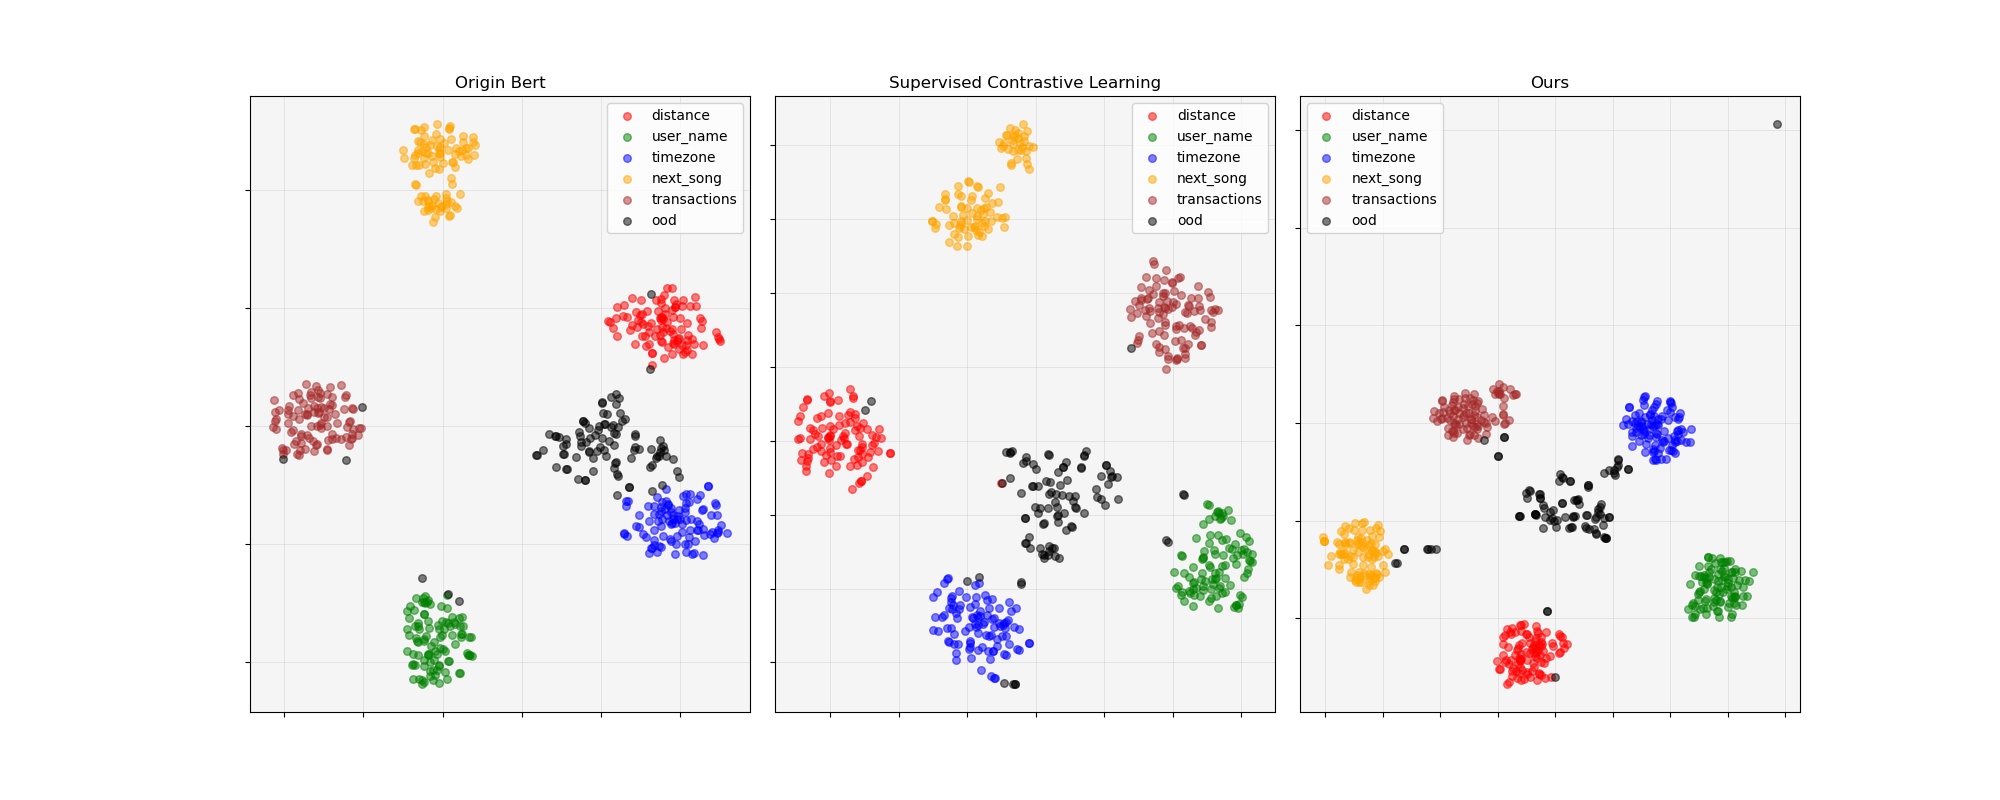 Origin Bert
distance
user_name
timezone
next_song
transactions
ood
Supervised Contrastive Learning
distance
user_name
timezone
next_song
transactions
ood
Ours
distance
user_name
timezone
next_song
transactions
ood